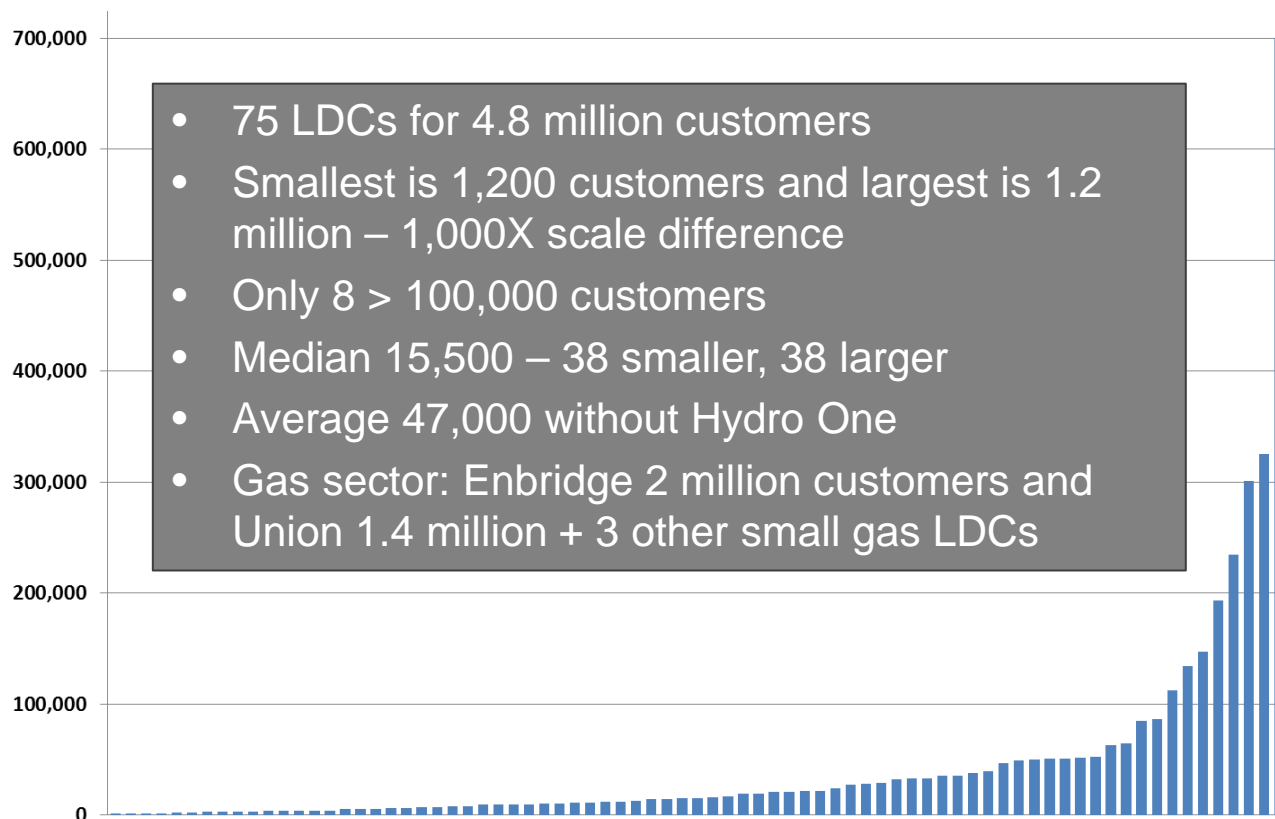 700,000
600,000
500,000
400,000
300,000
200,000
100,000
0
• 75 LDCs for 4.8 million customers
• Smallest is 1,200 customers and largest is 1.2
million – 1,000X scale difference
• Only 8 > 100,000 customers
• Median 15,500 – 38 smaller, 38 larger
• Average 47,000 without Hydro One
• Gas sector: Enbridge 2 million customers and
Union 1.4 million + 3 other small gas LDCs